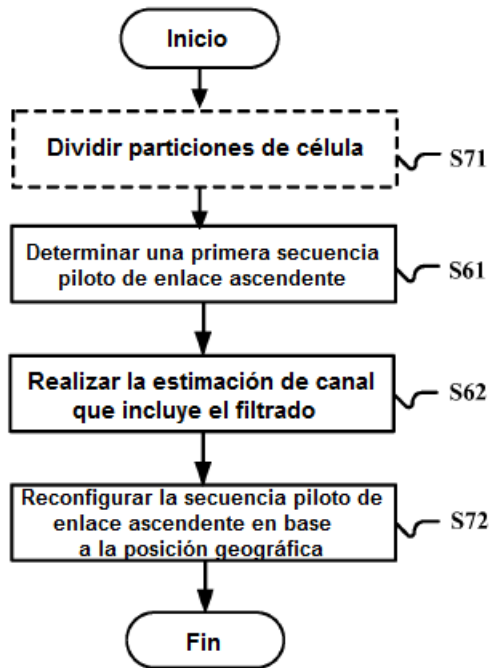 Inicio
Dividir particiones de célula
S71
Determinar una primera secuencia
piloto de enlace ascendente
S61
Realizar la estimación de canal
que incluye el filtrado
S62
Reconfigurar la secuencia piloto de
enlace ascendente en base
a la posición geográfica
S72
Fin